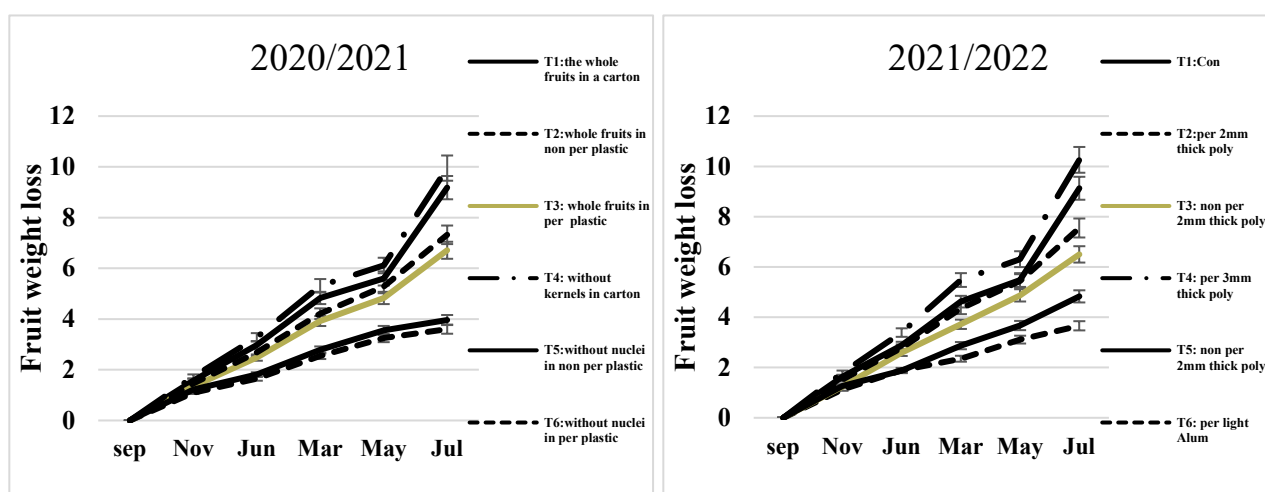 2020/2021
Fruit weight loss
12
10
8
6
4
2
0
sep Nov Jun Mar May Jul
T1:the whole
fruits in a carton
T2:whole fruits in
non per plastic
T3: whole fruits in
per plastic
T4: without
kernels in carton
T5:without nuclei
in non per plastic
T6:without nuclei
in per plastic
2021/2022
Fruit weight loss
12
10
8
6
4
2
0
sep Nov Jun Mar May Jul
T1:Con
T2:per 2mm
thick poly
T3: non per
2mm thick poly
T4: per 3mm
thick poly
T5: non per
2mm thick poly
T6: per light
Alum